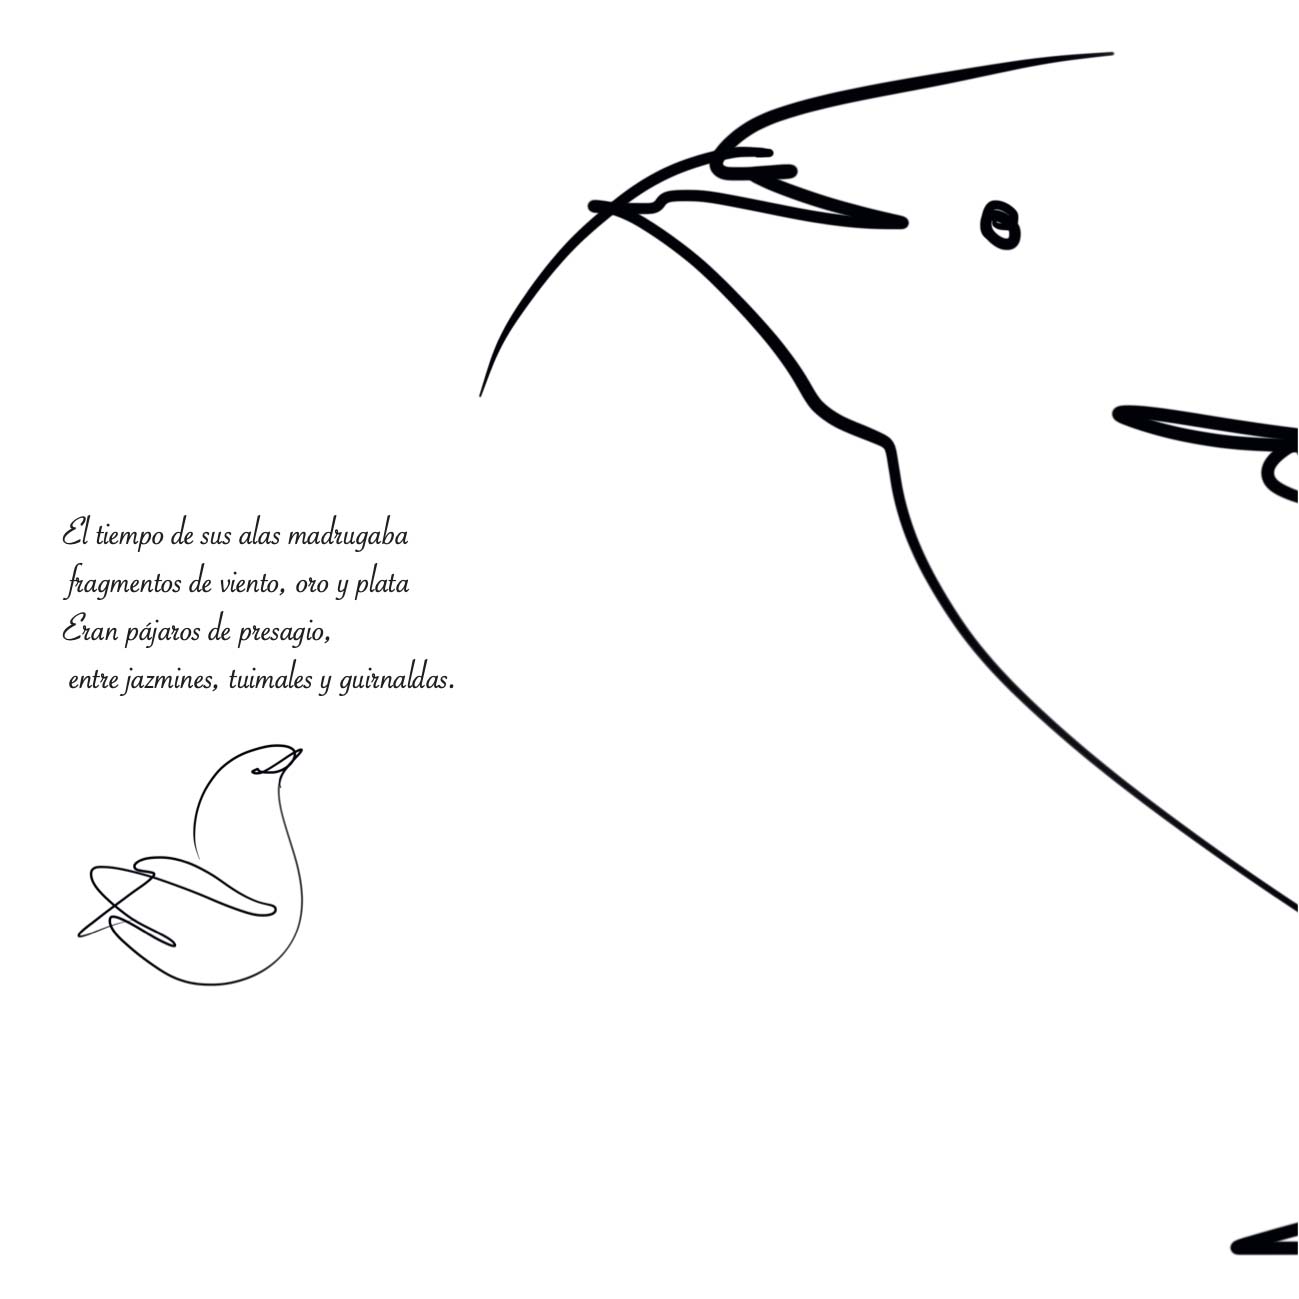 El tiempo de sus alas madrugaba
fragmentos de viento, oro y plata
Eran pájaros de presagio,
entre jazmines, tuimales y guirnaldas.